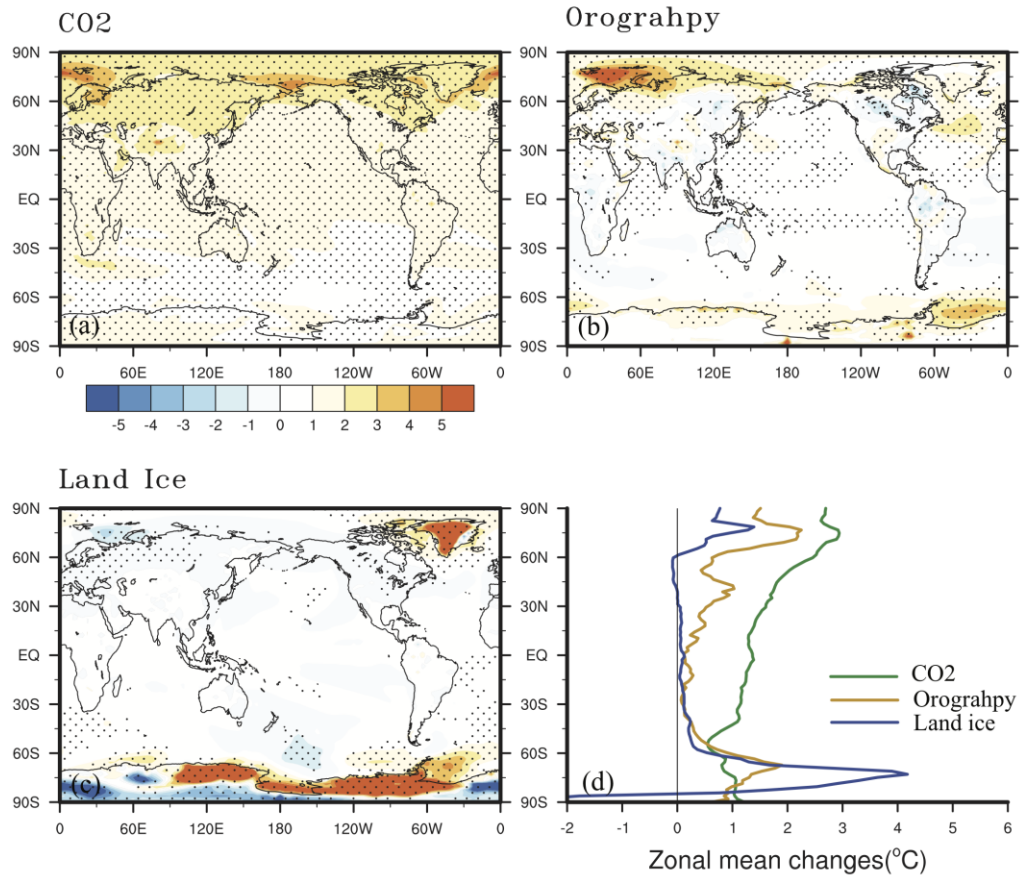 CO2
Orograhpy
90N
60N
30N
EQ
30S
60S
90S
(a)
0
60E
120E
180
120W
60W
90N
60N
30N
EQ
30S
60S
90S
(b)
0
60E
120E
180
120W
60W
0
-5
-4
-3
-2
-1
0
1
2
3
4
5
Land Ice
90N
60N
30N
EQ
30S
60S
90S
(c)
0
60E
120E
180
120W
60W
90N
60N
30N
EQ
30S
60S
90S
CO2
Orograhpy
Land ice
(d)
-2
-1
0
1
2
3
4
5
6
Zonal mean changes(°C)